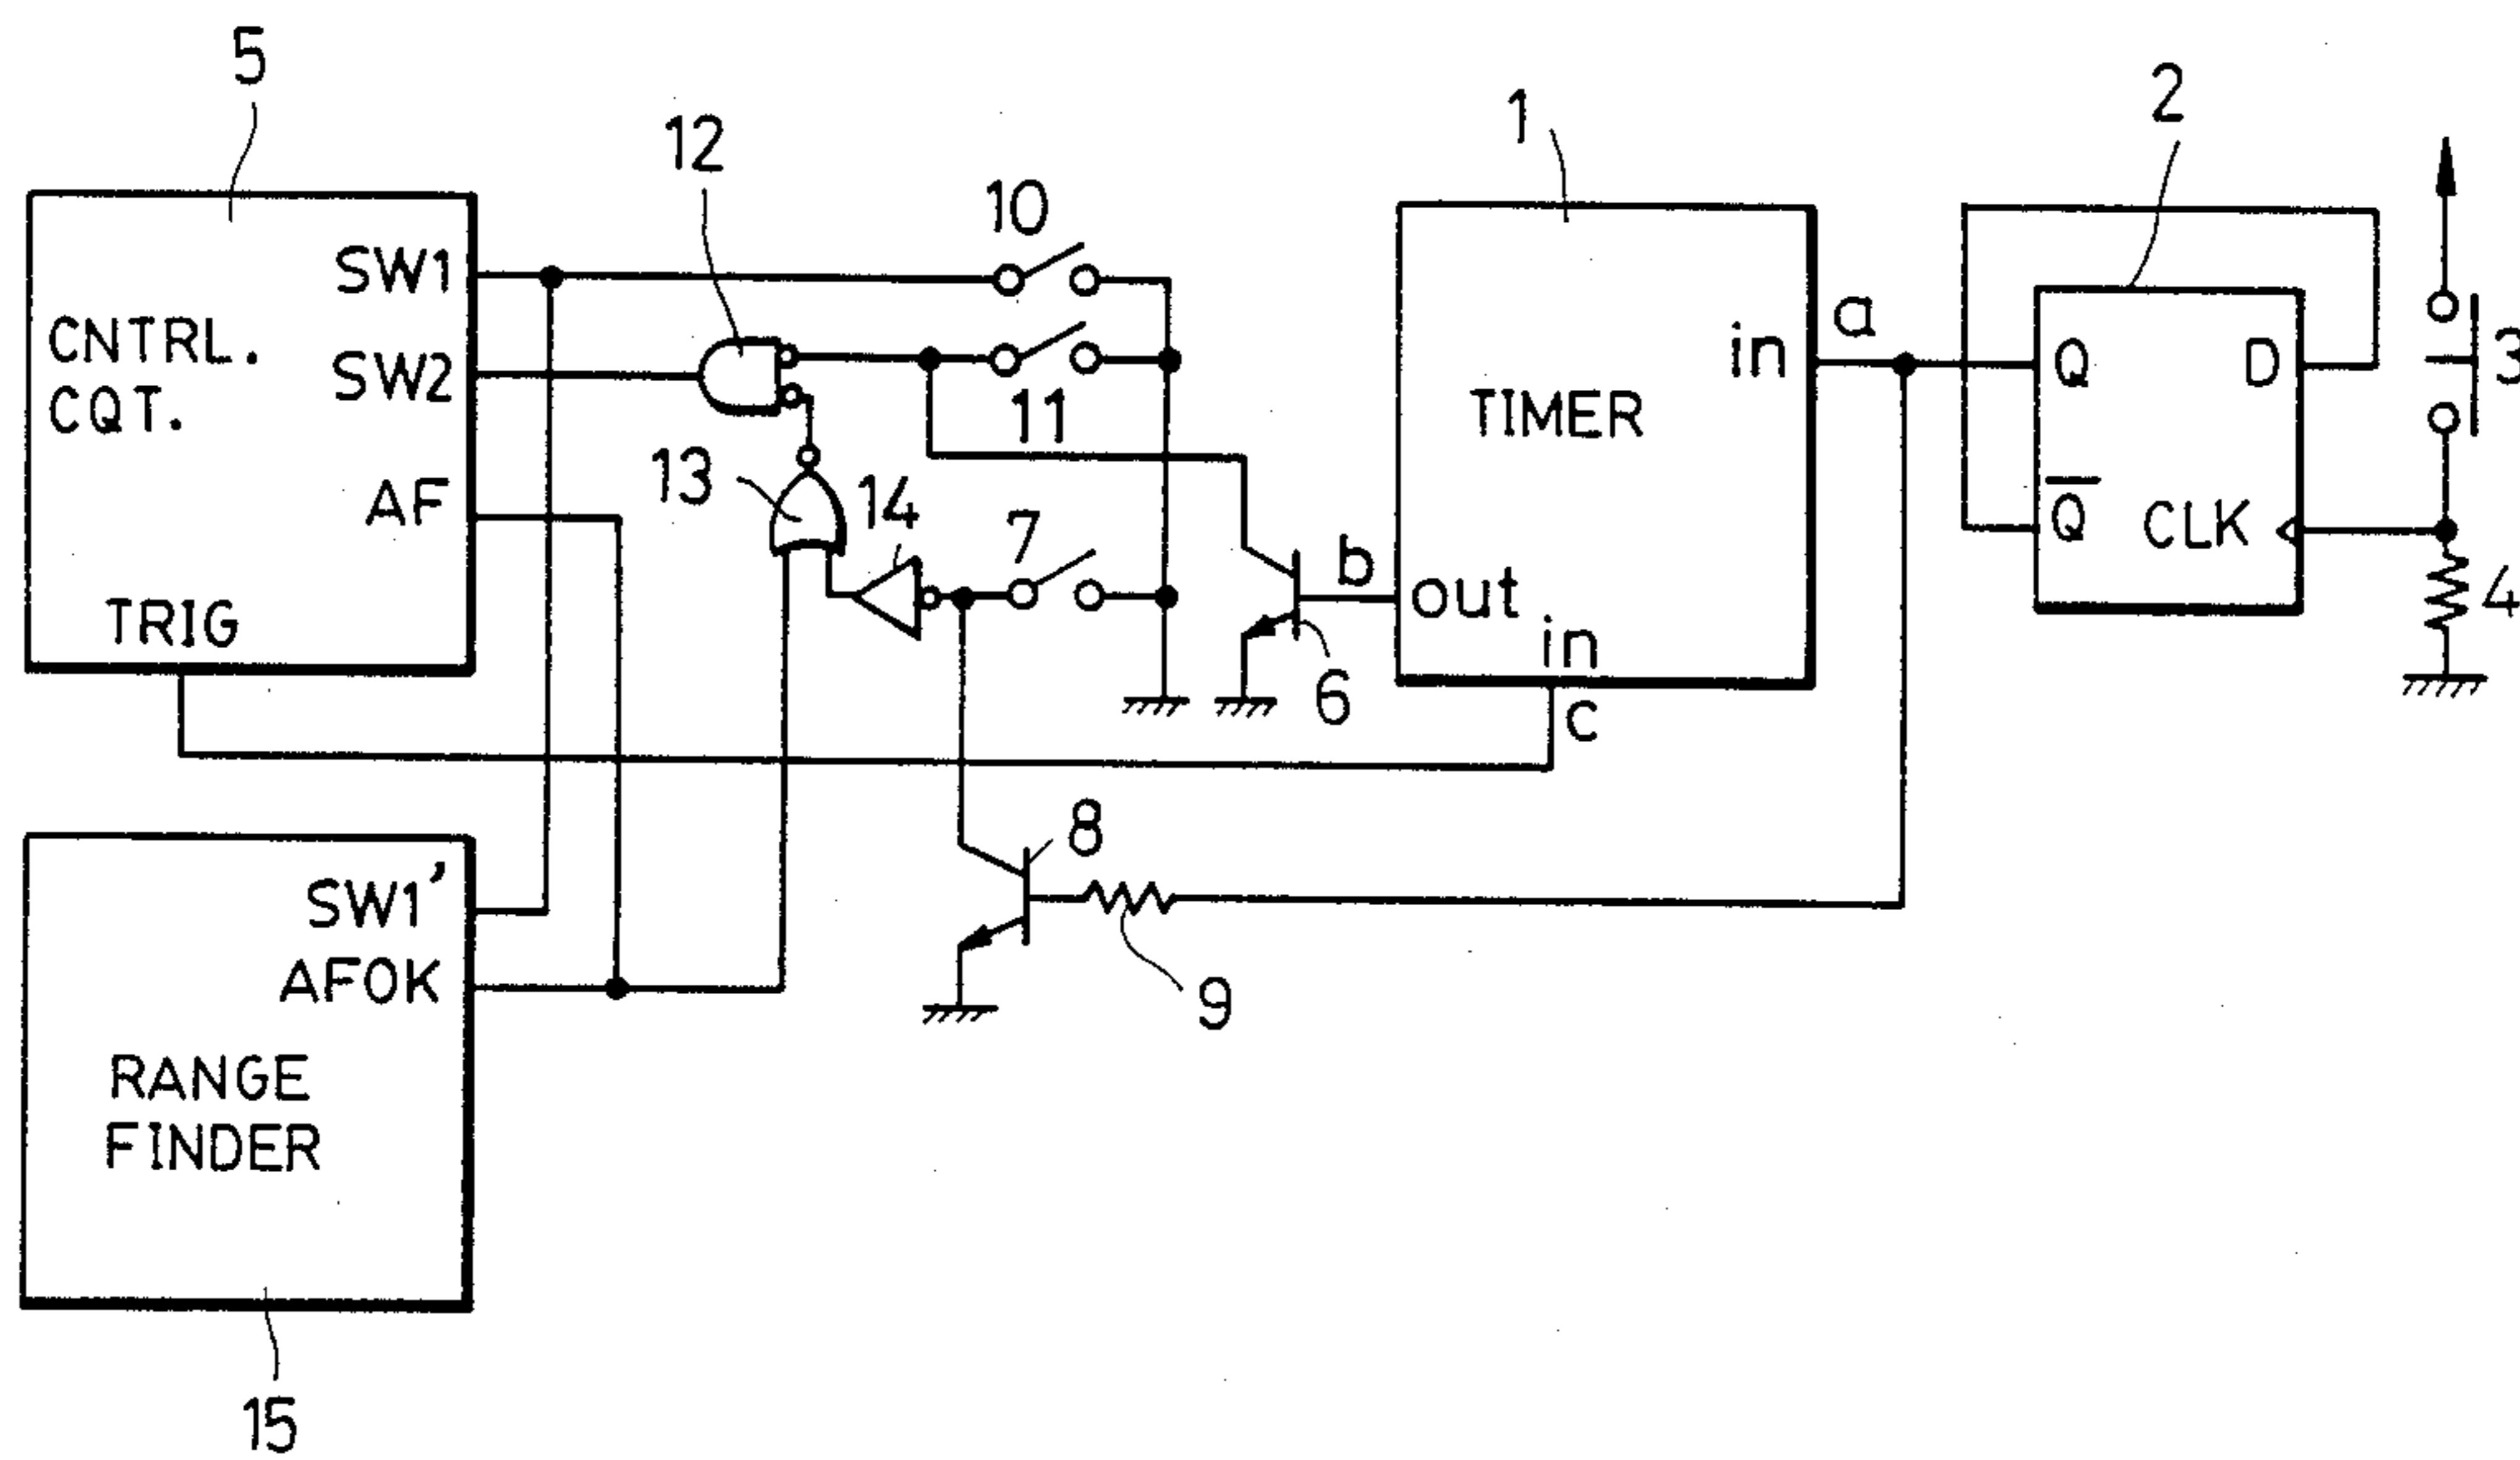 5
12
10
1
2
SW1
CNTRL.
CQT.
SW2
AF
TRIG
11
13
14
7
TIMER
in
a
out
b
in
c
6
Q
D
Q̅
CLK
3
4
8
9
SW1'
AFOK
RANGE
FINDER
15